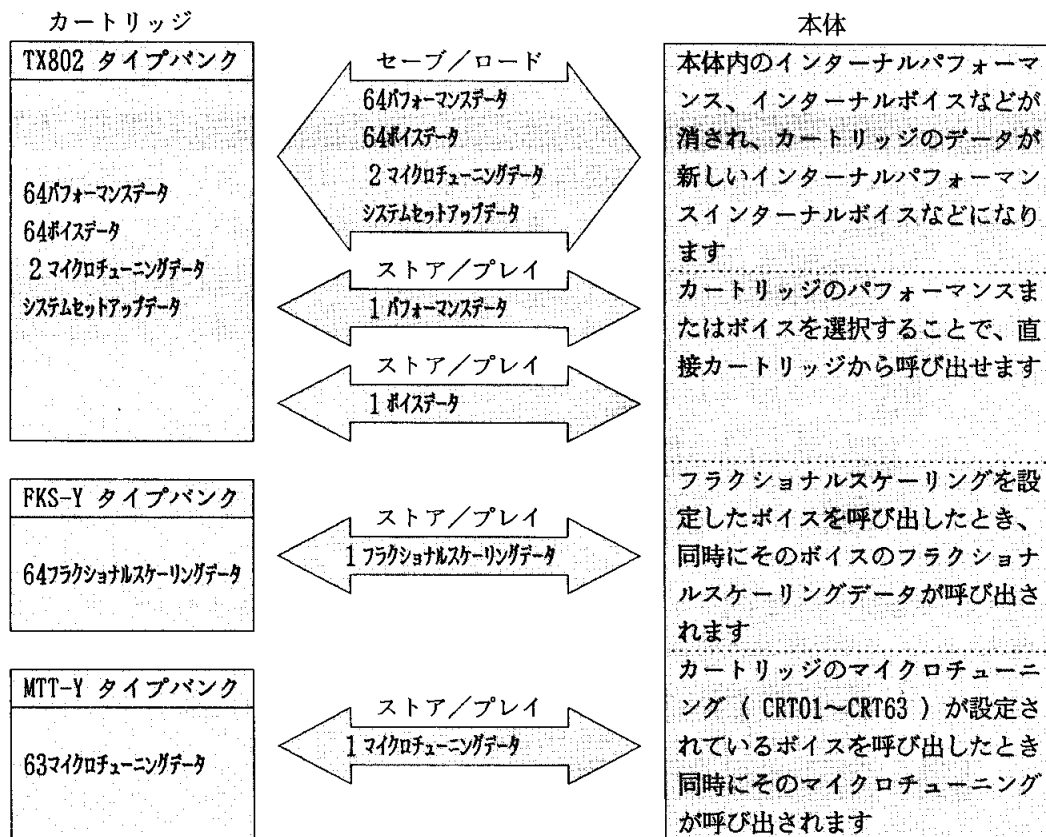 カートリッジ
TX802 タイプバンク
64パフォーマンスデータ
64ボイスデータ
2マイクロチューニングデータ
システムセットアップデータ
セーブ/ロード
64パフォーマンスデータ
64ボイスデータ
2マイクロチューニングデータ
システムセットアップデータ
ストア/プレイ
1パフォーマンスデータ
ストア/プレイ
1ボイスデータ
本体
本体内のインターナルパフォーマ
ンス、インターナルボイスなどが
消され、カートリッジのデータが
新しいインターナルパフォーマン
スインターナルボイスなどになり
ます
カートリッジのパフォーマンスま
たはボイスを選択することで、直
接カートリッジから呼び出せます
FKS-Y タイプバンク
64フラクショナルスケーリングデータ
ストア/プレイ
1フラクショナルスケーリングデータ
フラクショナルスケーリングを設
定したボイスを呼び出したとき、
同時にそのボイスのフラクショナ
ルスケーリングデータが呼び出さ
れます
MTT-Y タイプバンク
63マイクロチューニングデータ
ストア/プレイ
1マイクロチューニングデータ
カートリッジのマイクロチューニ
ング ( CRT01~CRT63 ) が設定さ
れているボイスを呼び出したとき
同時にそのマイクロチューニング
が呼び出されます